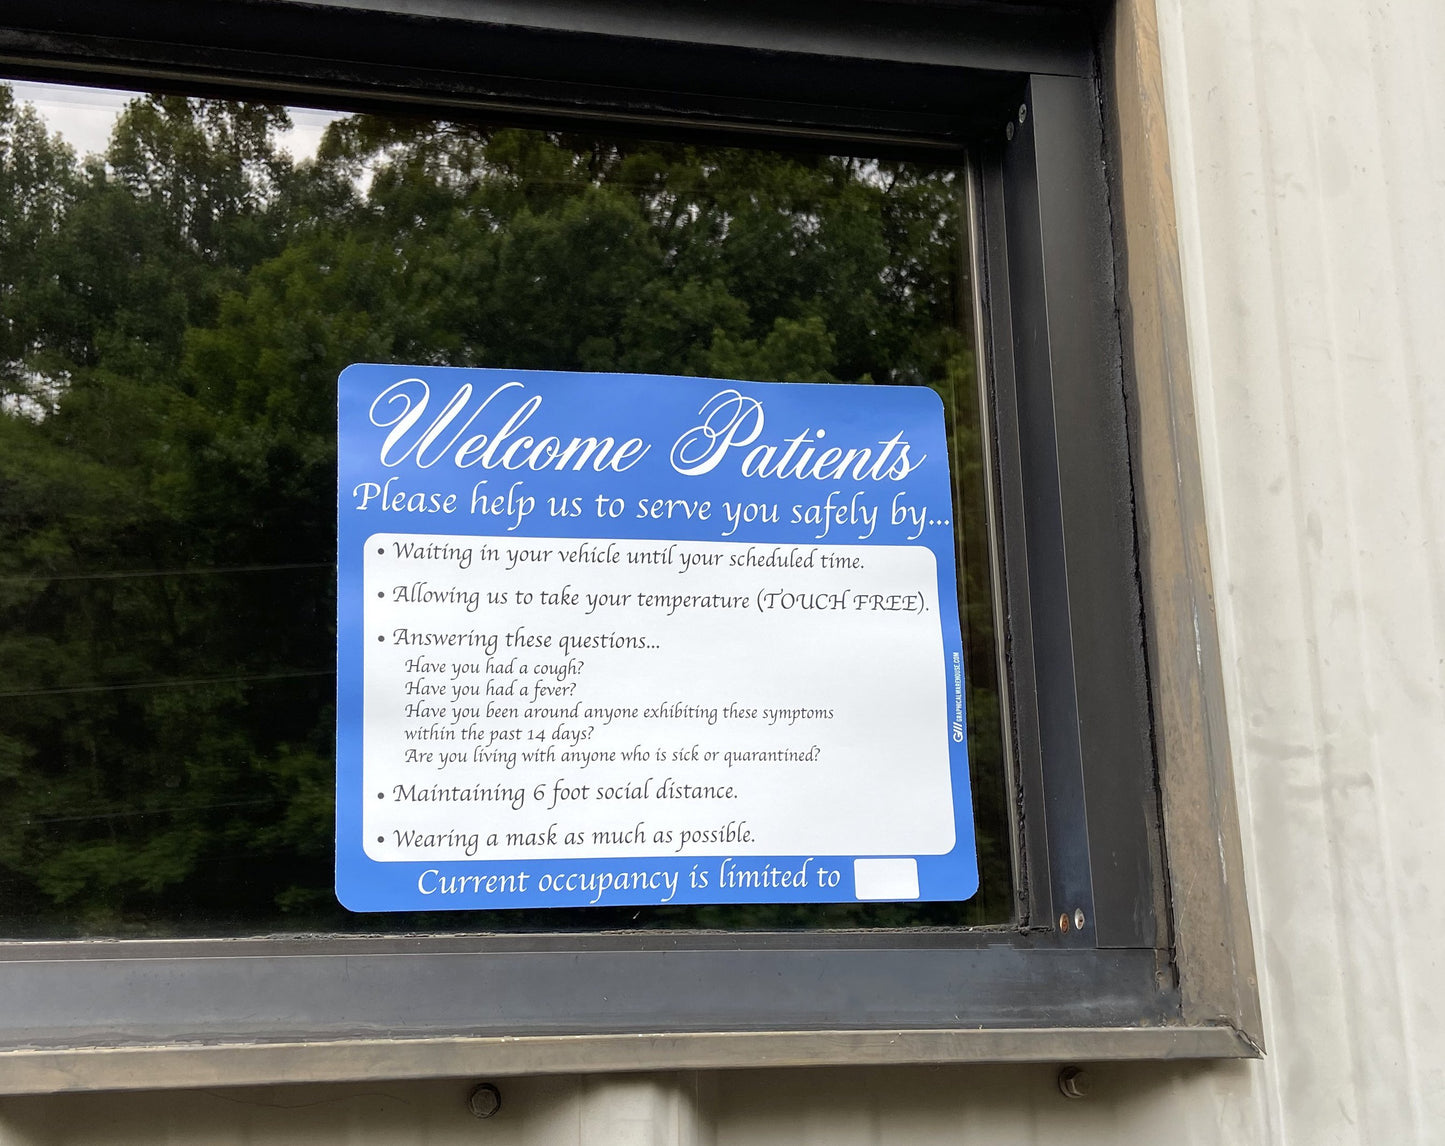 Welcome Patients
Please help us to serve you safely by...
• Waiting in your vehicle until your scheduled time.
• Allowing us to take your temperature (TOUCH FREE).
• Answering these questions...
Have you had a cough?
Have you had a fever?
Have you been around anyone exhibiting these symptoms
within the past 14 days?
Are you living with anyone who is sick or quarantined?
• Maintaining 6 foot social distance.
• Wearing a mask as much as possible.
Current occupancy is limited to
GW GRAPHICALWAREHOUSE.COM